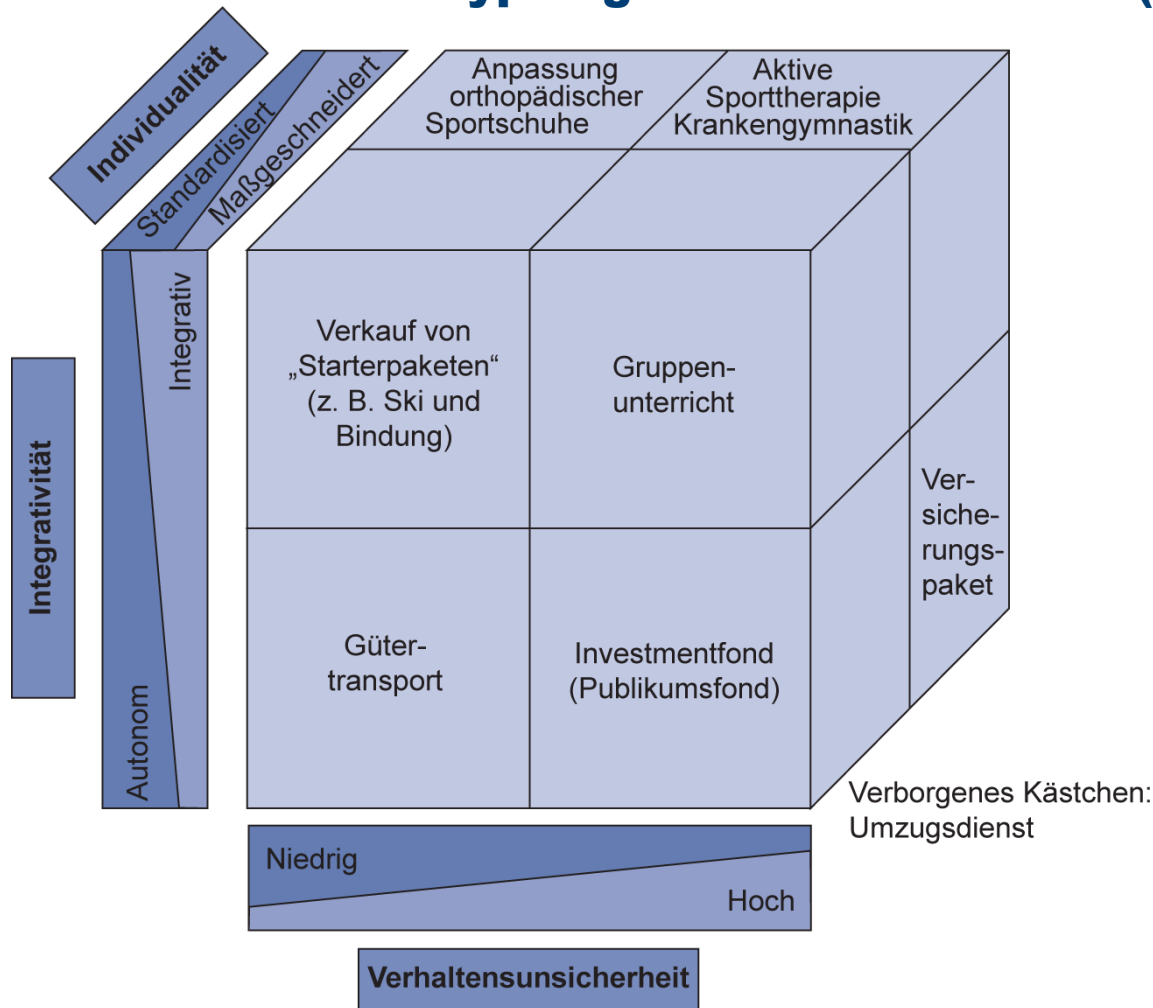 Individualität
Standardisiert
Maßgeschneidert
Anpassung
orthopädischer
Sportschuhe
Aktive
Sporttherapie
Krankengymnastik
Integrativität
Integrativ
Autonom
Verkauf von
„Starterpaketen“
(z. B. Ski und
Bindung)
Gruppen-
unterricht
Ver-
siche-
rungs-
paket
Güter-
transport
Investmentfond
(Publikumsfond)
Verborgenes Kästchen:
Umzugsdienst
Niedrig
Hoch
Verhaltensunsicherheit